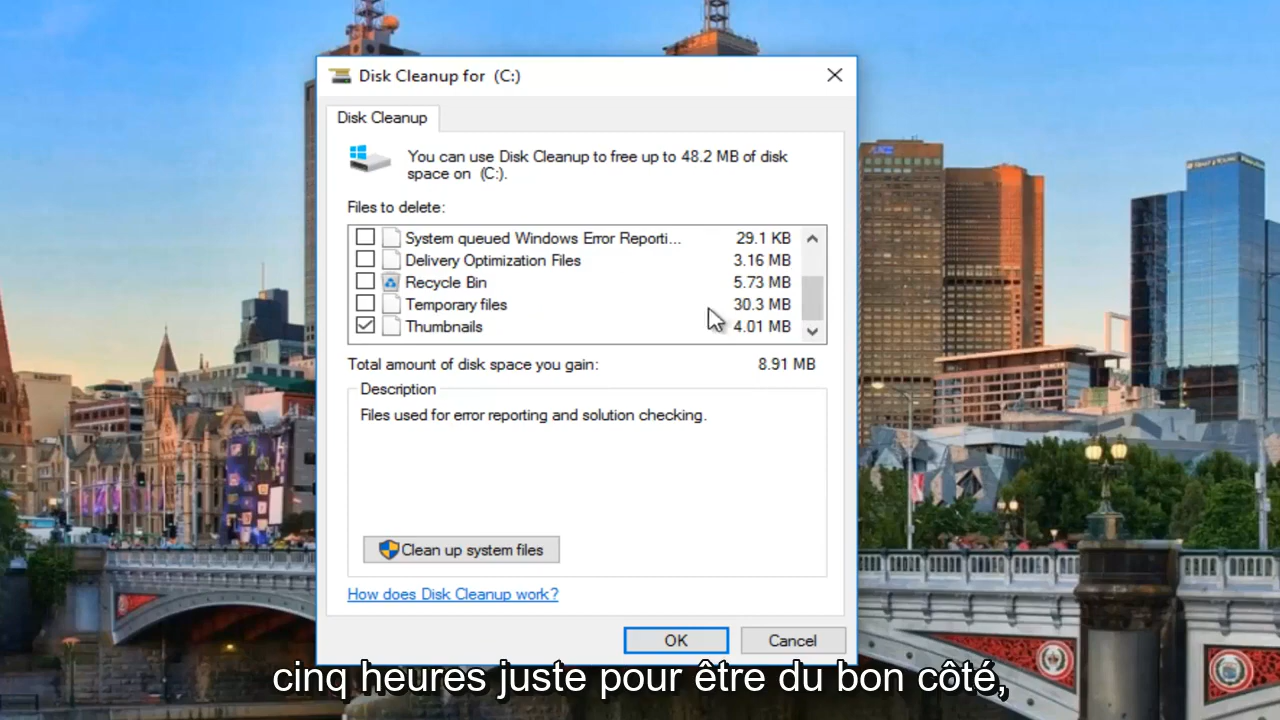 Disk Cleanup for (C:)
Disk Cleanup
You can use Disk Cleanup to free up to 48.2 MB of disk
space on (C:).
Files to delete:
System queued Windows Error Reporti... 29.1 KB
Delivery Optimization Files 3.16 MB
Recycle Bin 5.73 MB
Temporary files 30.3 MB
Thumbnails 4.01 MB
Total amount of disk space you gain: 8.91 MB
Description
Files used for error reporting and solution checking.
Clean up system files
How does Disk Cleanup work?
OK Cancel
cinq heures juste pour être du bon côté,